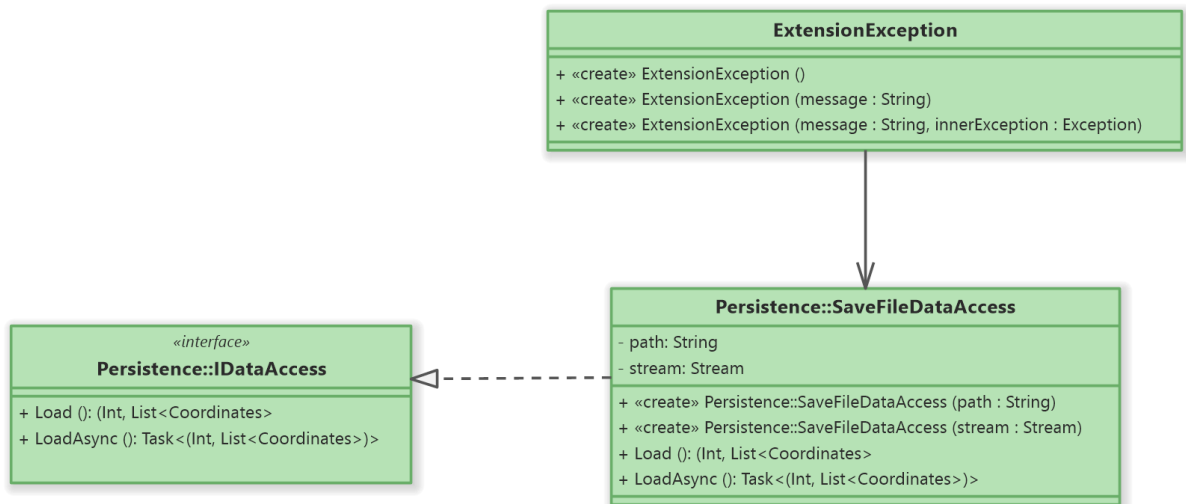 ExtensionException
+ «create» ExtensionException ()
+ «create» ExtensionException (message : String)
+ «create» ExtensionException (message : String, innerException : Exception)
«interface»
Persistence::IDataAccess
+ Load (): (Int, List<Coordinates>
+ LoadAsync (): Task<(Int, List<Coordinates>)>
Persistence::SaveFileDataAccess
- path: String
- stream: Stream
+ «create» Persistence::SaveFileDataAccess (path : String)
+ «create» Persistence::SaveFileDataAccess (stream : Stream)
+ Load (): (Int, List<Coordinates>
+ LoadAsync (): Task<(Int, List<Coordinates>)>